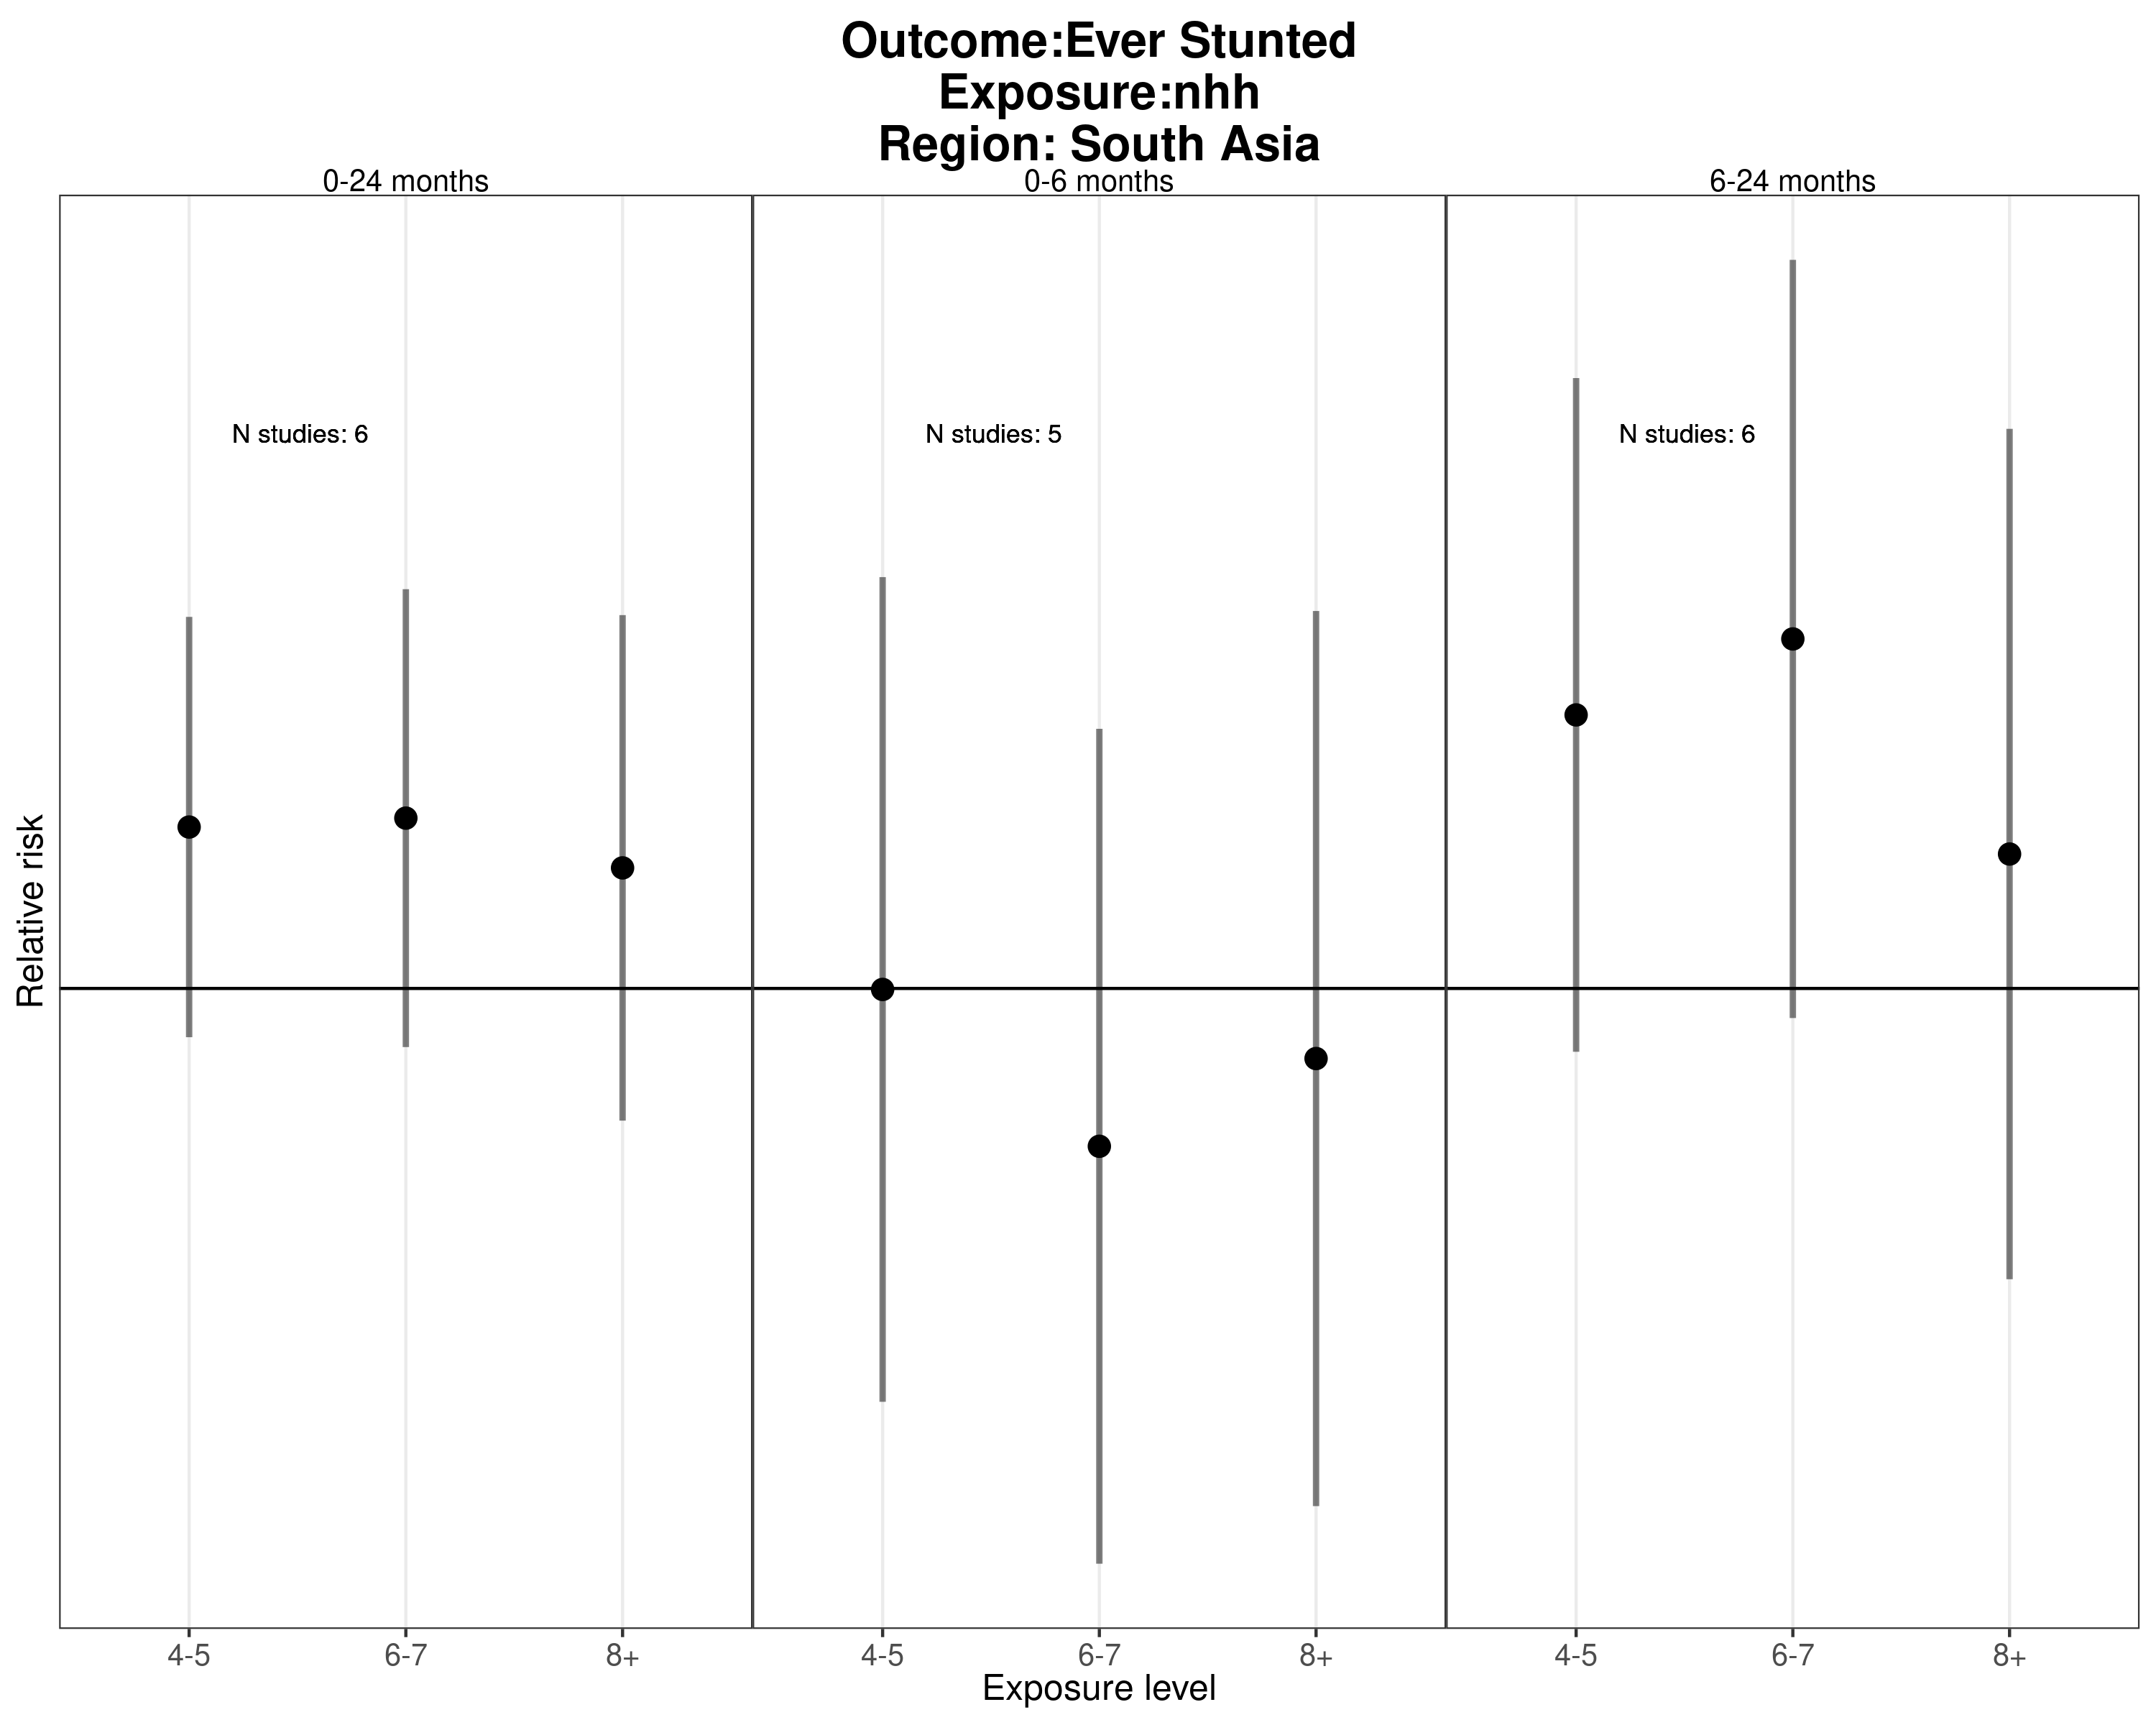 Outcome:Ever Stunted
Exposure:nhh
Region: South Asia
0-24 months
0-6 months
6-24 months
N studies: 6
N studies: 5
N studies: 6
Relative risk
4-5
6-7
8+
4-5
6-7
8+
4-5
6-7
8+
Exposure level